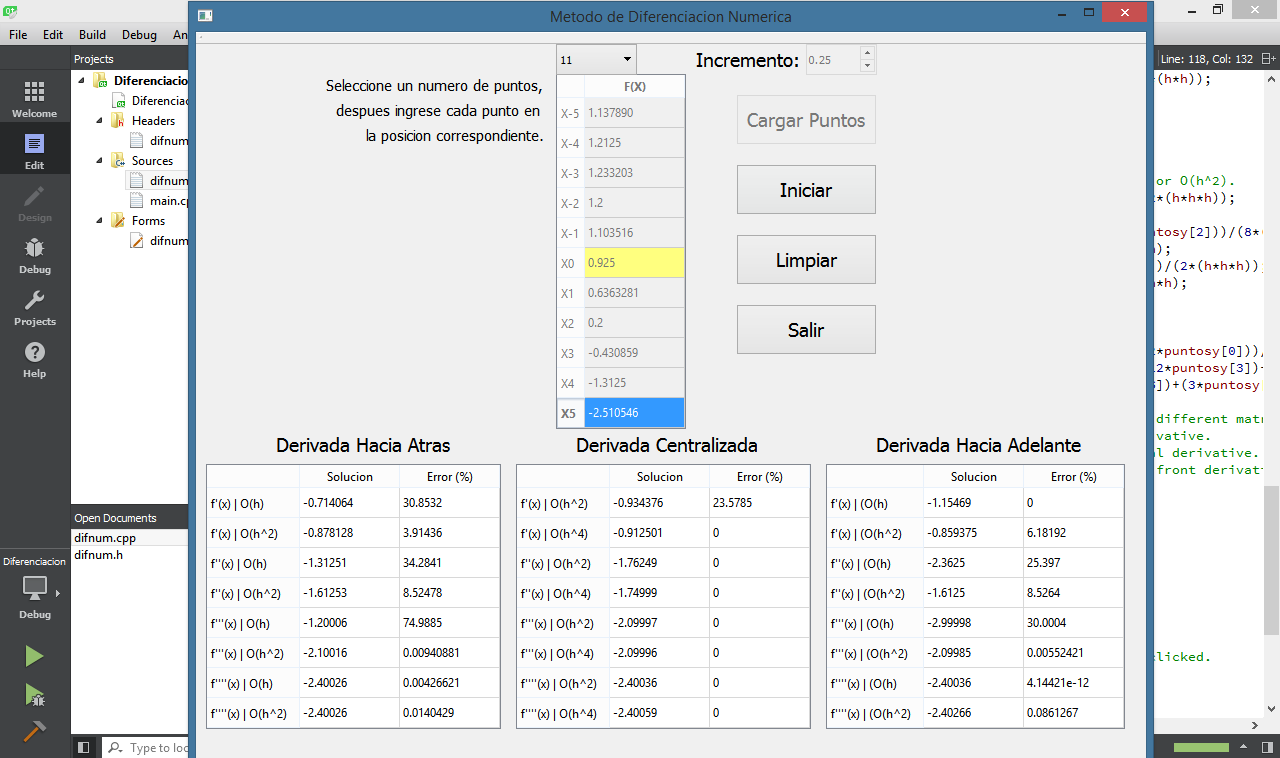 Metodo de Diferenciacion Numerica
File Edit Build Debug
Projects
Line: 118, Col: 132
Welcome
Edit
Design
Debug
Projects
Help
Diferenciacion
Debug
Diferenciacio
Diferenciac
Headers
difnum
Sources
difnum
main.cp
Forms
difnum
Open Documents
difnum.cpp
difnum.h
Type to loc
Seleccione un numero de puntos,
despues ingrese cada punto en
la posicion correspondiente.
11
Incremento: 0.25
F(X)
X-5 1.137890
X-4 1.2125
X-3 1.233203
X-2 1.2
X-1 1.103516
X0 0.925
X1 0.6363281
X2 0.2
X3 -0.430859
X4 -1.3125
X5 -2.510546
Cargar Puntos
Iniciar
Limpiar
Salir
Derivada Hacia Atras
Solucion Error (%)
f'(x) | O(h) -0.714064 30.8532
f'(x) | O(h^2) -0.878128 3.91436
f''(x) | O(h) -1.31251 34.2841
f''(x) | O(h^2) -1.61253 8.52478
f'''(x) | O(h) -1.20006 74.9885
f'''(x) | O(h^2) -2.10016 0.00940881
f''''(x) | O(h) -2.40026 0.00426621
f''''(x) | O(h^2) -2.40026 0.0140429
Derivada Centralizada
Solucion Error (%)
f'(x) | O(h^2) -0.934376 23.5785
f'(x) | O(h^4) -0.912501 0
f''(x) | O(h^2) -1.76249 0
f''(x) | O(h^4) -1.74999 0
f'''(x) | O(h^2) -2.09997 0
f'''(x) | O(h^4) -2.09996 0
f''''(x) | O(h^2) -2.40036 0
f''''(x) | O(h^4) -2.40059 0
Derivada Hacia Adelante
Solucion Error (%)
f'(x) | (O(h) -1.15469 0
f'(x) | (O(h^2) -0.859375 6.18192
f''(x) | (O(h) -2.3625 25.397
f''(x) | (O(h^2) -1.6125 8.5264
f'''(x) | (O(h) -2.99998 30.0004
f'''(x) | (O(h^2) -2.09985 0.00552421
f''''(x) | (O(h) -2.40036 4.14421e-12
f''''(x) | (O(h^2) -2.40266 0.0861267
(h*h));
or O(h^2).
*(h*h*h));
ntosy[2]))/(8*(
);
)/(2*(h*h*h));
*h);
*puntosy[0]))/
2*puntosy[3])+
])+(3*puntosy[
different matr
vative.
l derivative.
front derivati
clicked.